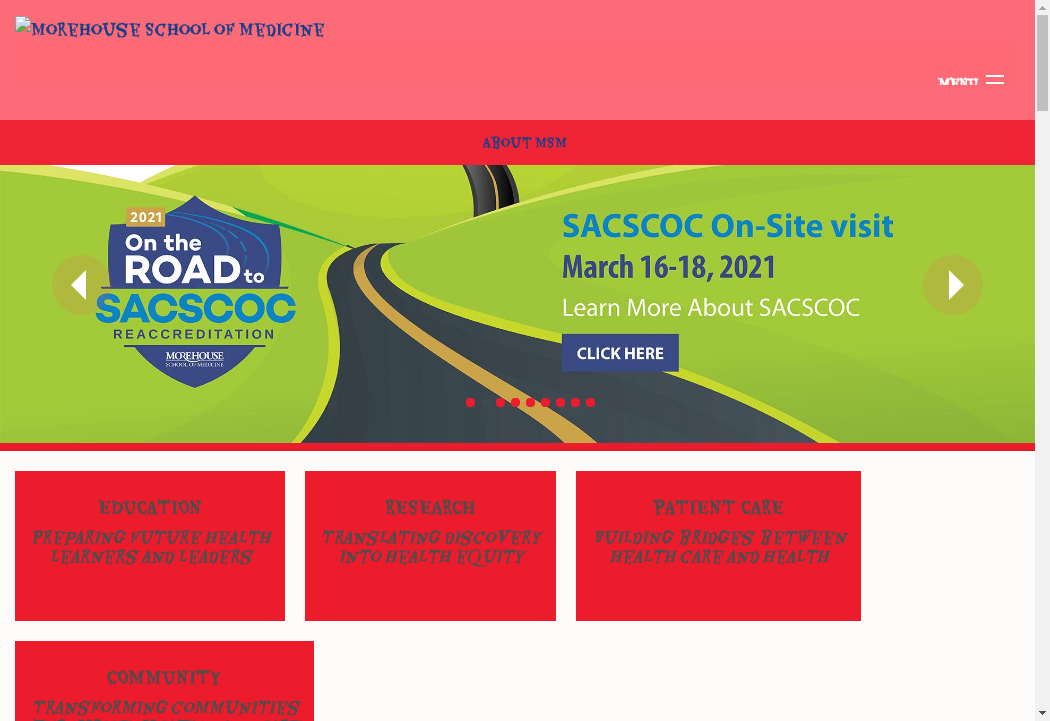 MOREHOUSE SCHOOL OF MEDICINE
MENU
ABOUT MSM
2021
On the
ROAD to
SACSCOC
REACCREDITATION
MOREHOUSE
SCHOOL OF MEDICINE
SACSCOC On-Site visit
March 16-18, 2021
Learn More About SACSCOC
CLICK HERE
EDUCATION
PREPARING FUTURE HEALTH
LEARNERS AND LEADERS
RESEARCH
TRANSLATING DISCOVERY
INTO HEALTH EQUITY
PATIENT CARE
BUILDING BRIDGES BETWEEN
HEALTH CARE AND HEALTH
COMMUNITY
TRANSFORMING COMMUNITIES